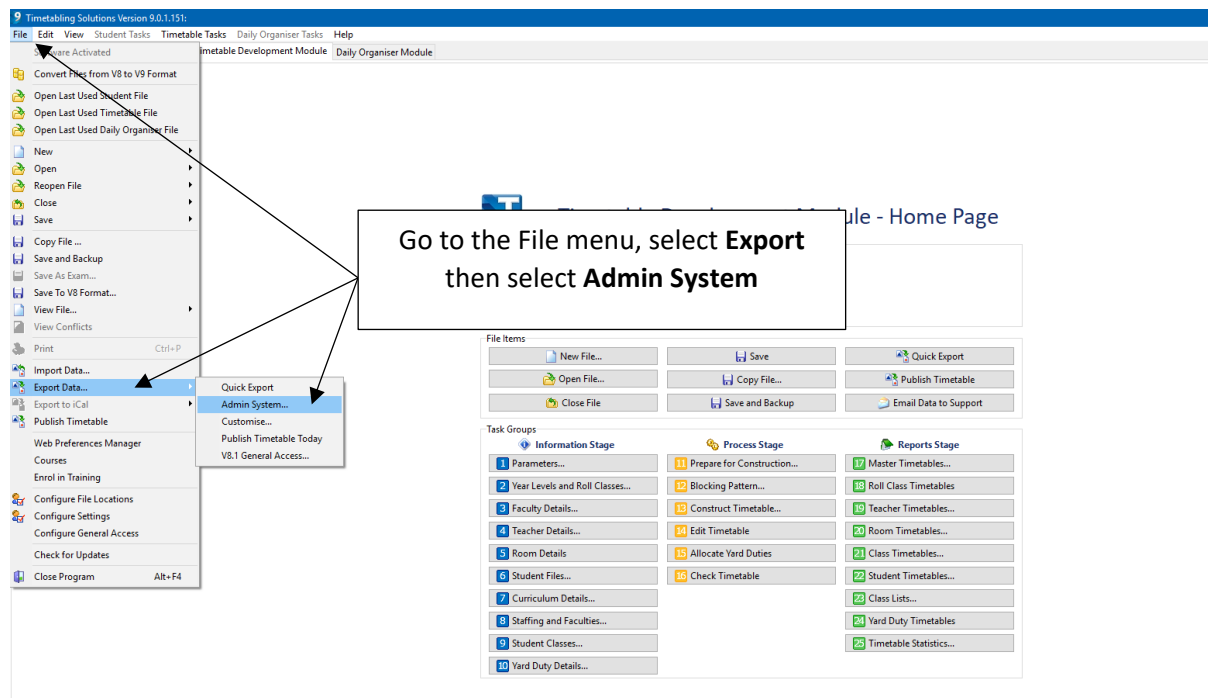 9 Timetabling Solutions Version 9.0.1.151:
File Edit View Student Tasks Timetable Tasks Daily Organiser Tasks Help
Software Activated
imetable Development Module Daily Organiser Module
Convert Files from V8 to V9 Format
Open Last Used Student File
Open Last Used Timetable File
Open Last Used Daily Organiser File
New
Open
Reopen File
Close
Save
Copy File ...
Save and Backup
Save As Exam...
Save To V8 Format...
View File...
View Conflicts
Print Ctrl+P
Import Data...
Export Data...
Export to iCal
Publish Timetable
Web Preferences Manager
Courses
Enrol in Training
Configure File Locations
Configure Settings
Configure General Access
Check for Updates
Close Program Alt+F4
Quick Export
Admin System...
Customise...
Publish Timetable Today
V8.1 General Access...
Timetable Development Module - Home Page
Go to the File menu, select Export
then select Admin System
File Items
New File... Save Quick Export
Open File... Copy File... Publish Timetable
Close File Save and Backup Email Data to Support
Task Groups
Information Stage Process Stage Reports Stage
1 Parameters... 11 Prepare for Construction... 17 Master Timetables...
2 Year Levels and Roll Classes... 12 Blocking Pattern... 18 Roll Class Timetables
3 Faculty Details... 13 Construct Timetable... 19 Teacher Timetables...
4 Teacher Details... 14 Edit Timetable 20 Room Timetables...
5 Room Details 15 Allocate Yard Duties 21 Class Timetables...
6 Student Files... 16 Check Timetable 22 Student Timetables...
7 Curriculum Details... 23 Class Lists...
8 Staffing and Faculties... 24 Yard Duty Timetables
9 Student Classes... 25 Timetable Statistics...
10 Yard Duty Details...